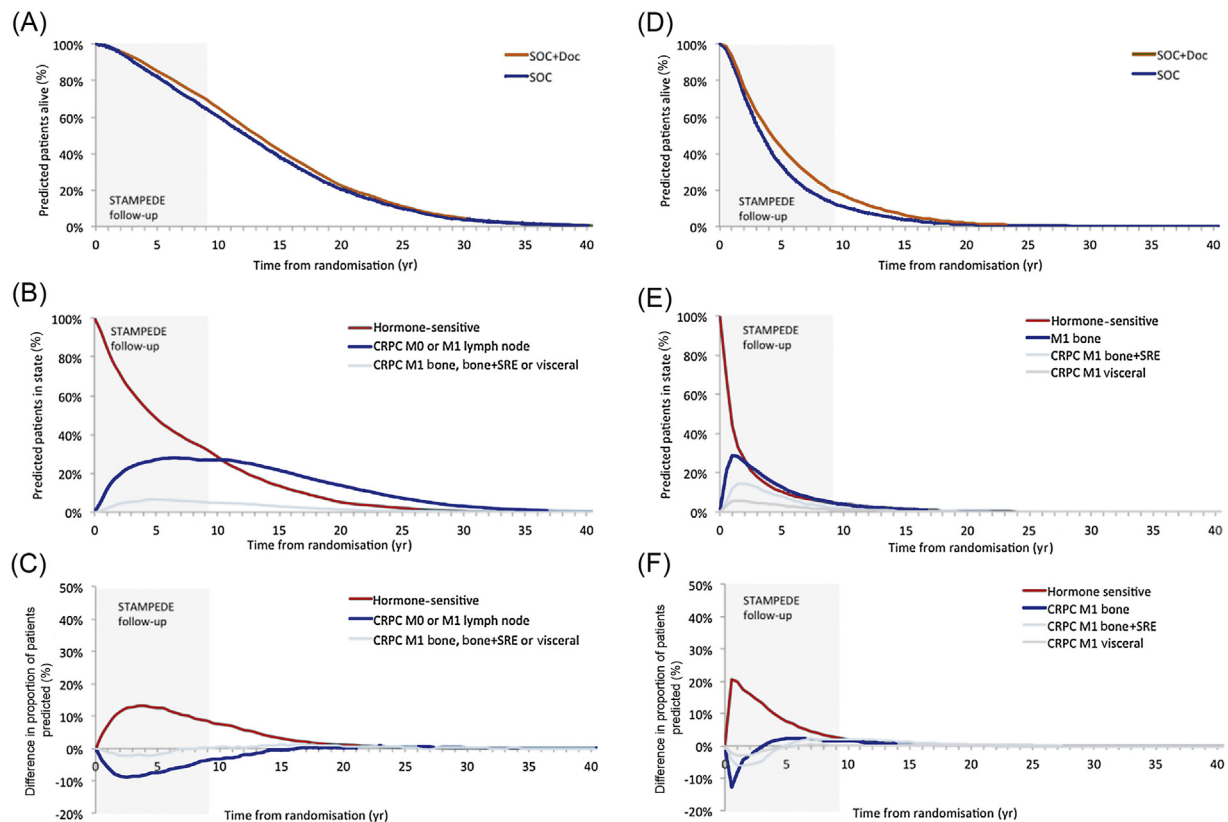 (A)
Predicted patients alive (%)
100%
80%
60%
40%
20%
0%
STAMPEDE
follow-up
SOC+Doc
SOC
0 5 10 15 20 25 30 35 40
Time from randomisation (yr)
(B)
Predicted patients in state (%)
100%
80%
60%
40%
20%
0%
STAMPEDE
follow-up
Hormone-sensitive
CRPC M0 or M1 lymph node
CRPC M1 bone, bone+SRE or visceral
0 5 10 15 20 25 30 35 40
Time from randomisation (yr)
(C)
Difference in proportion of patients
predicted (%)
50%
40%
30%
20%
10%
0%
-10%
-20%
STAMPEDE
follow-up
Hormone-sensitive
CRPC M0 or M1 lymph node
CRPC M1 bone, bone+SRE or visceral
0 5 10 15 20 25 30 35 40
Time from randomisation (yr)
(D)
Predicted patients alive (%)
100%
80%
60%
40%
20%
0%
STAMPEDE
follow-up
SOC+Doc
SOC
0 5 10 15 20 25 30 35 40
Time from randomisation (yr)
(E)
Predicted patients in state (%)
100%
80%
60%
40%
20%
0%
STAMPEDE
follow-up
Hormone-sensitive
M1 bone
CRPC M1 bone+SRE
CRPC M1 visceral
0 5 10 15 20 25 30 35 40
Time from randomisation (yr)
(F)
Difference in proportion of patients
predicted (%)
50%
40%
30%
20%
10%
0%
-10%
-20%
STAMPEDE
follow-up
Hormone sensitive
CRPC M1 bone
CRPC M1 bone+SRE
CRPC M1 visceral
0 5 10 15 20 25 30 35 40
Time from randomisation (yr)